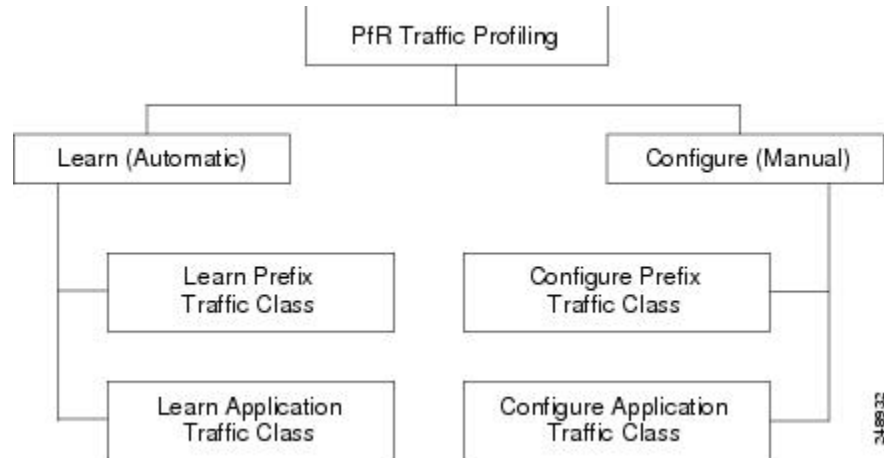 PfR Traffic Profiling
Learn (Automatic)
Configure (Manual)
Learn Prefix
Traffic Class
Configure Prefix
Traffic Class
Learn Application
Traffic Class
Configure Application
Traffic Class
248932